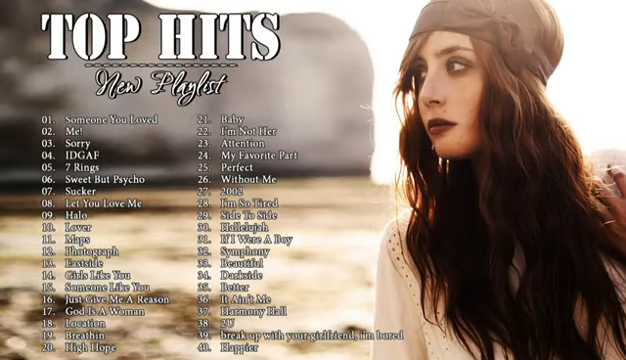 TOP HITS
New Playlist
01. Someone You Loved
02. Me!
03. Sorry
04. IDGAF
05. 7 Rings
06. Sweet But Psycho
07. Sucker
08. Let You Love Me
09 Halo
10. Lover
11. Maps
12. Photograph
13. Eastside
14. Girls Like You
15. Someone Like You
16. Just Give Me A Reason
17. God Is A Woman
18. Location
19. Breathin
20. High Hope
21. Baby
22. I'm Not Her
23. Attention
24. My Favorite Part
25. Perfect
26. Without Me
27. 2002
28. I'm So Tired
29. Side To Side
30. Hallelujah
31. If I Were A Boy
32. Symphony
33. Beautiful
34. Darkside
35. Better
36. It Ain't Me
37. Harmony Hall
38. 2U
39. break up with your girlfriend, i'm bored
40. Happier